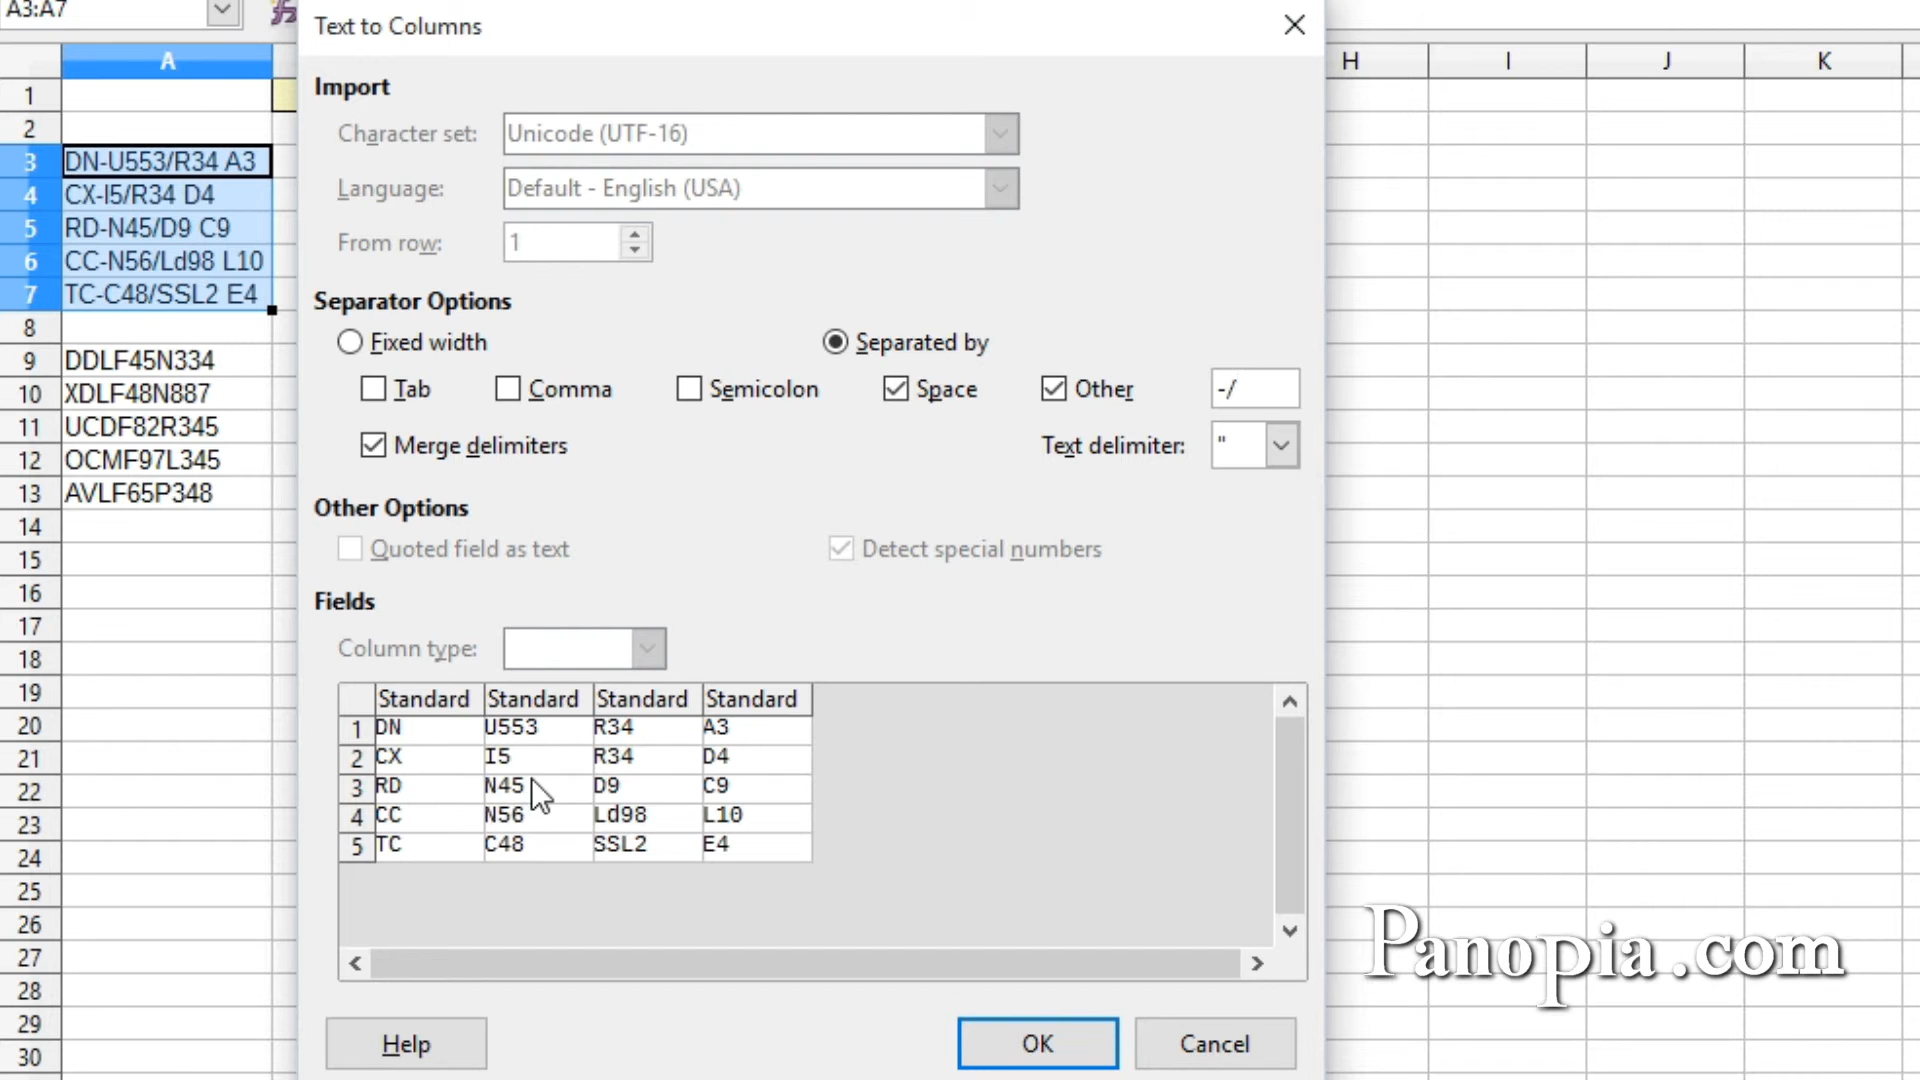 A3:A7
Text to Columns
A H I J K
Import
Character set: Unicode (UTF-16)
Language: Default - English (USA)
From row: 1
Separator Options
Fixed width Separated by
Tab Comma Semicolon Space Other -/
Merge delimiters Text delimiter: "
Other Options
Quoted field as text Detect special numbers
Fields
Column type:
Standard Standard Standard Standard
1 DN U553 R34 A3
2 CX I5 R34 D4
3 RD N45 D9 C9
4 CC N56 Ld98 L10
5 TC C48 SSL2 E4
Help OK Cancel
1
2
3 DN-U553/R34 A3
4 CX-I5/R34 D4
5 RD-N45/D9 C9
6 CC-N56/Ld98 L10
7 TC-C48/SSL2 E4
8
9 DDLF45N334
10 XDLF48N887
11 UCDF82R345
12 OCMF97L345
13 AVLF65P348
14
15
16
17
18
19
20
21
22
23
24
25
26
27
28
29
30
Panopia.com